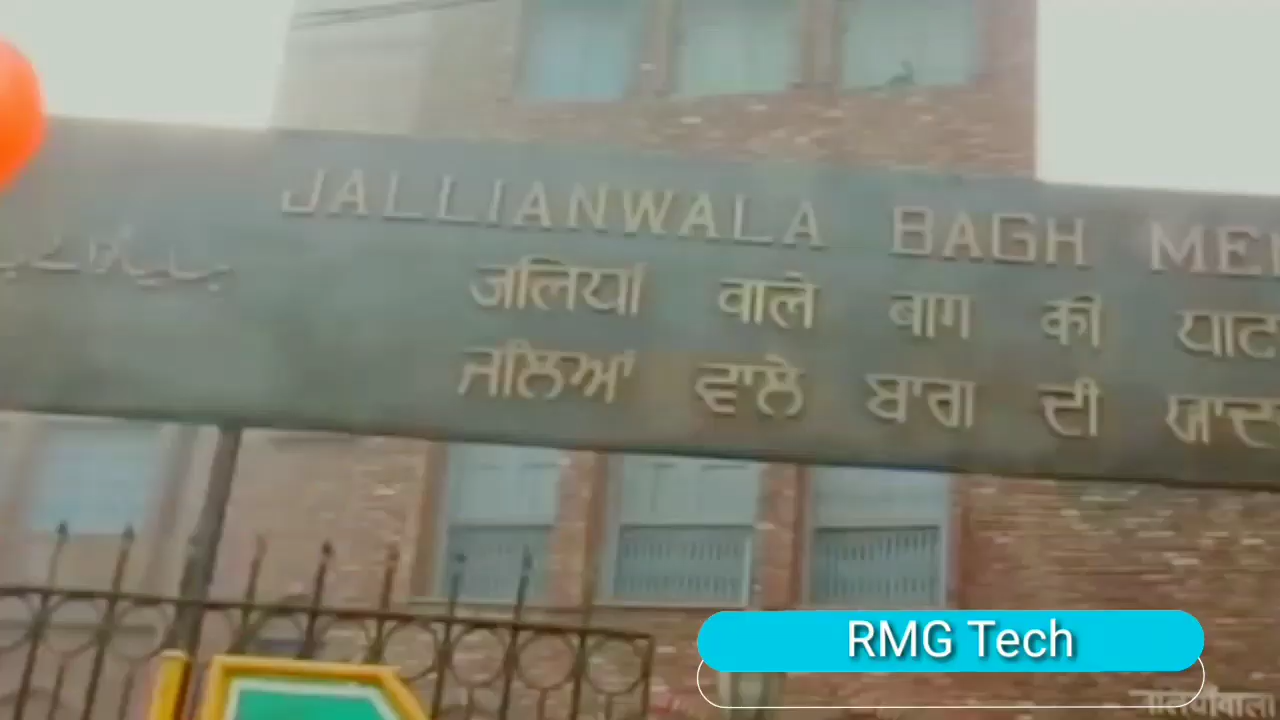 JALLIANWALA BAGH
जलियां वाले बाग की
ਜਲਿਆਂ ਵਾਲੇ ਬਾਗ ਦੀ
RMG Tech